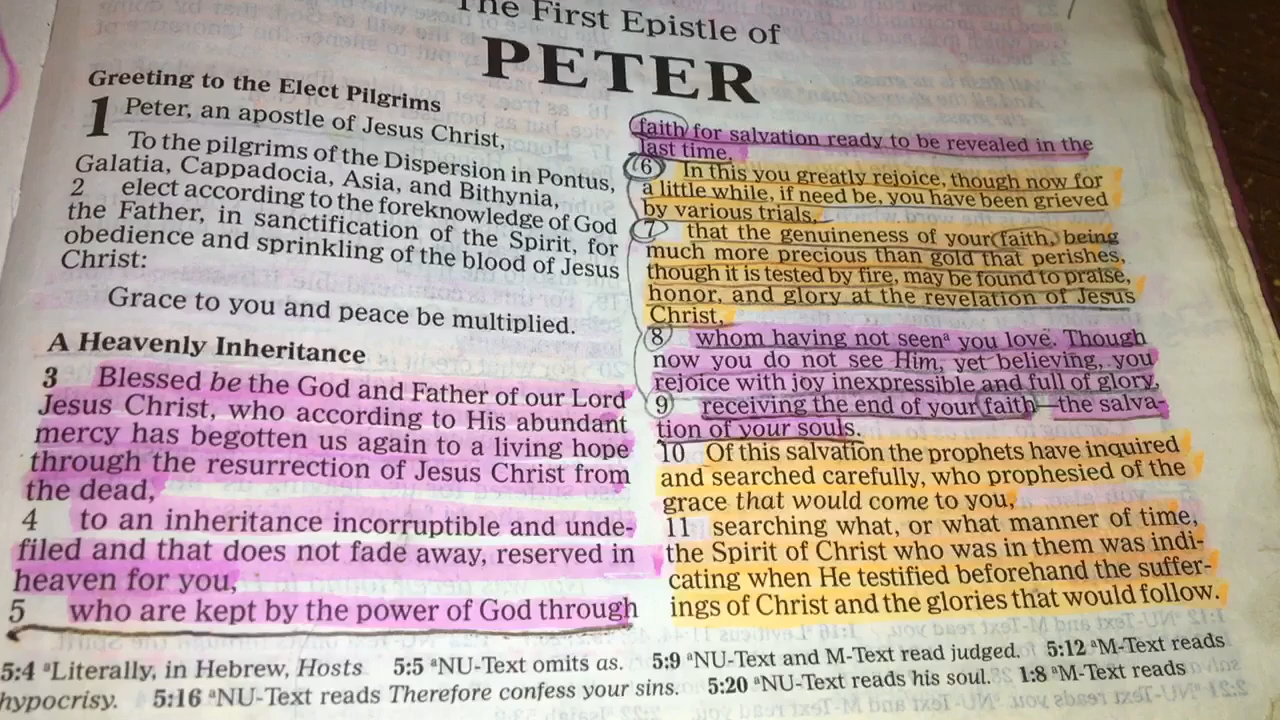 The First Epistle of
PETER
Greeting to the Elect Pilgrims
1 Peter, an apostle of Jesus Christ,
To the pilgrims of the Dispersion in Pontus,
Galatia, Cappadocia, Asia, and Bithynia,
2 elect according to the foreknowledge of God
the Father, in sanctification of the Spirit, for
obedience and sprinkling of the blood of Jesus
Christ:
Grace to you and peace be multiplied.
A Heavenly Inheritance
3 Blessed be the God and Father of our Lord
Jesus Christ, who according to His abundant
mercy has begotten us again to a living hope
through the resurrection of Jesus Christ from
the dead,
4 to an inheritance incorruptible and unde-
filed and that does not fade away, reserved in
heaven for you,
5 who are kept by the power of God through
faith for salvation ready to be revealed in the
last time.
6 In this you greatly rejoice, though now for
a little while, if need be, you have been grieved
by various trials,
7 that the genuineness of your faith, being
much more precious than gold that perishes,
though it is tested by fire, may be found to praise,
honor, and glory at the revelation of Jesus
Christ,
8 whom having not seenª you love. Though
now you do not see Him, yet believing, you
rejoice with joy inexpressible and full of glory,
9 receiving the end of your faith—the salva-
tion of your souls.
10 Of this salvation the prophets have inquired
and searched carefully, who prophesied of the
grace that would come to you,
11 searching what, or what manner of time,
the Spirit of Christ who was in them was indi-
cating when He testified beforehand the suffer-
ings of Christ and the glories that would follow.
5:4 ªLiterally, in Hebrew, Hosts 5:5 ªNU-Text omits as. 5:9 ªNU-Text and M-Text read judged. 5:12 ªM-Text reads
hypocrisy. 5:16 ªNU-Text reads Therefore confess your sins. 5:20 ªNU-Text reads his soul. 1:8 ªM-Text reads